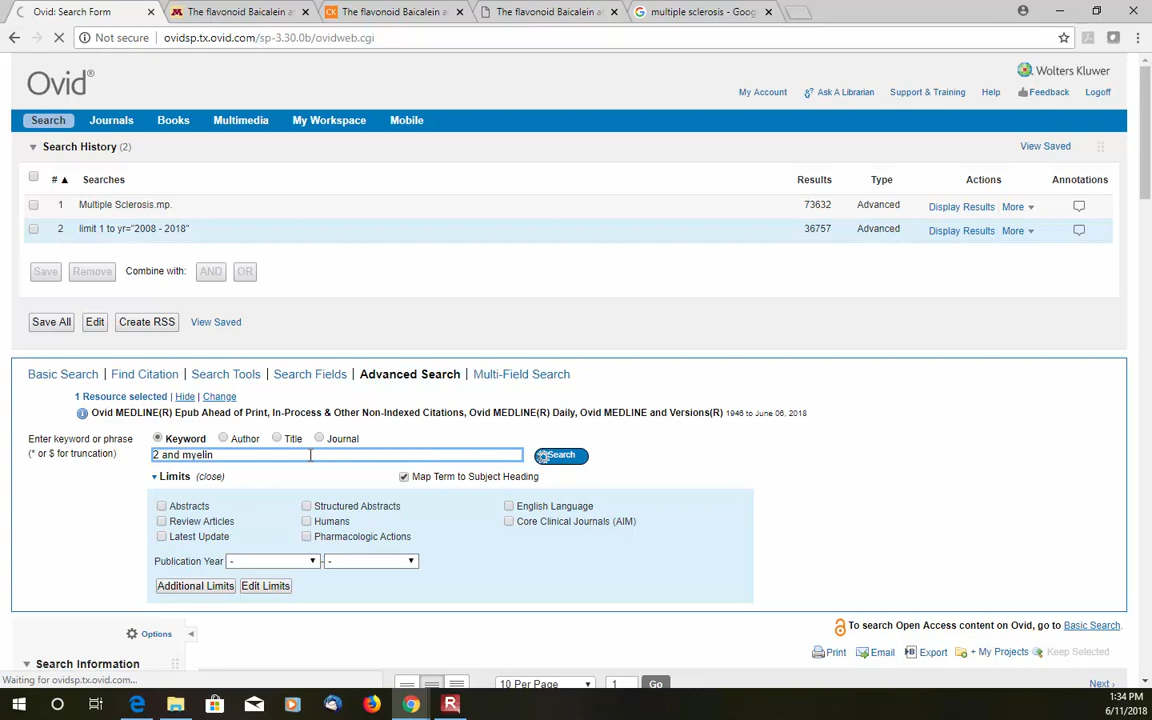 Ovid: Search Form
The flavonoid Baicalein a
The flavonoid Baicalein a
The flavonoid Baicalein a
multiple sclerosis - Goo
Not secure | ovidsp.tx.ovid.com/sp-3.30.0b/ovidweb.cgi
Ovid®
Wolters Kluwer
My Account Ask A Librarian Support & Training Help Feedback Logoff
Search Journals Books Multimedia My Workspace Mobile
Search History (2) View Saved
# ▲ Searches Results Type Actions Annotations
1 Multiple Sclerosis.mp. 73632 Advanced Display Results More
2 limit 1 to yr="2008 - 2018" 36757 Advanced Display Results More
Save Remove Combine with: AND OR
Save All Edit Create RSS View Saved
Basic Search | Find Citation | Search Tools | Search Fields | Advanced Search | Multi-Field Search
1 Resource selected | Hide | Change
Ovid MEDLINE(R) Epub Ahead of Print, In-Process & Other Non-Indexed Citations, Ovid MEDLINE(R) Daily, Ovid MEDLINE and Versions(R) 1946 to June 06, 2018
Enter keyword or phrase Keyword Author Title Journal
(* or $ for truncation) 2 and myelin Search
Limits (close) Map Term to Subject Heading
Abstracts Structured Abstracts English Language
Review Articles Humans Core Clinical Journals (AIM)
Latest Update Pharmacologic Actions
Publication Year - - -
Additional Limits Edit Limits
To search Open Access content on Ovid, go to Basic Search.
Options
Print Email Export + My Projects Keep Selected
Search Information
Waiting for ovidsp.tx.ovid.com...
10 Per Page 1 Go Next ›
1:34 PM
6/11/2018